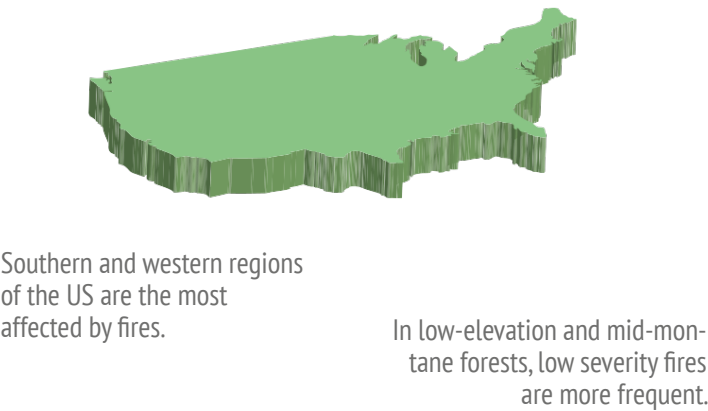 Southern and western regions
of the US are the most
affected by fires.
In low-elevation and mid-mon-
tane forests, low severity fires
are more frequent.